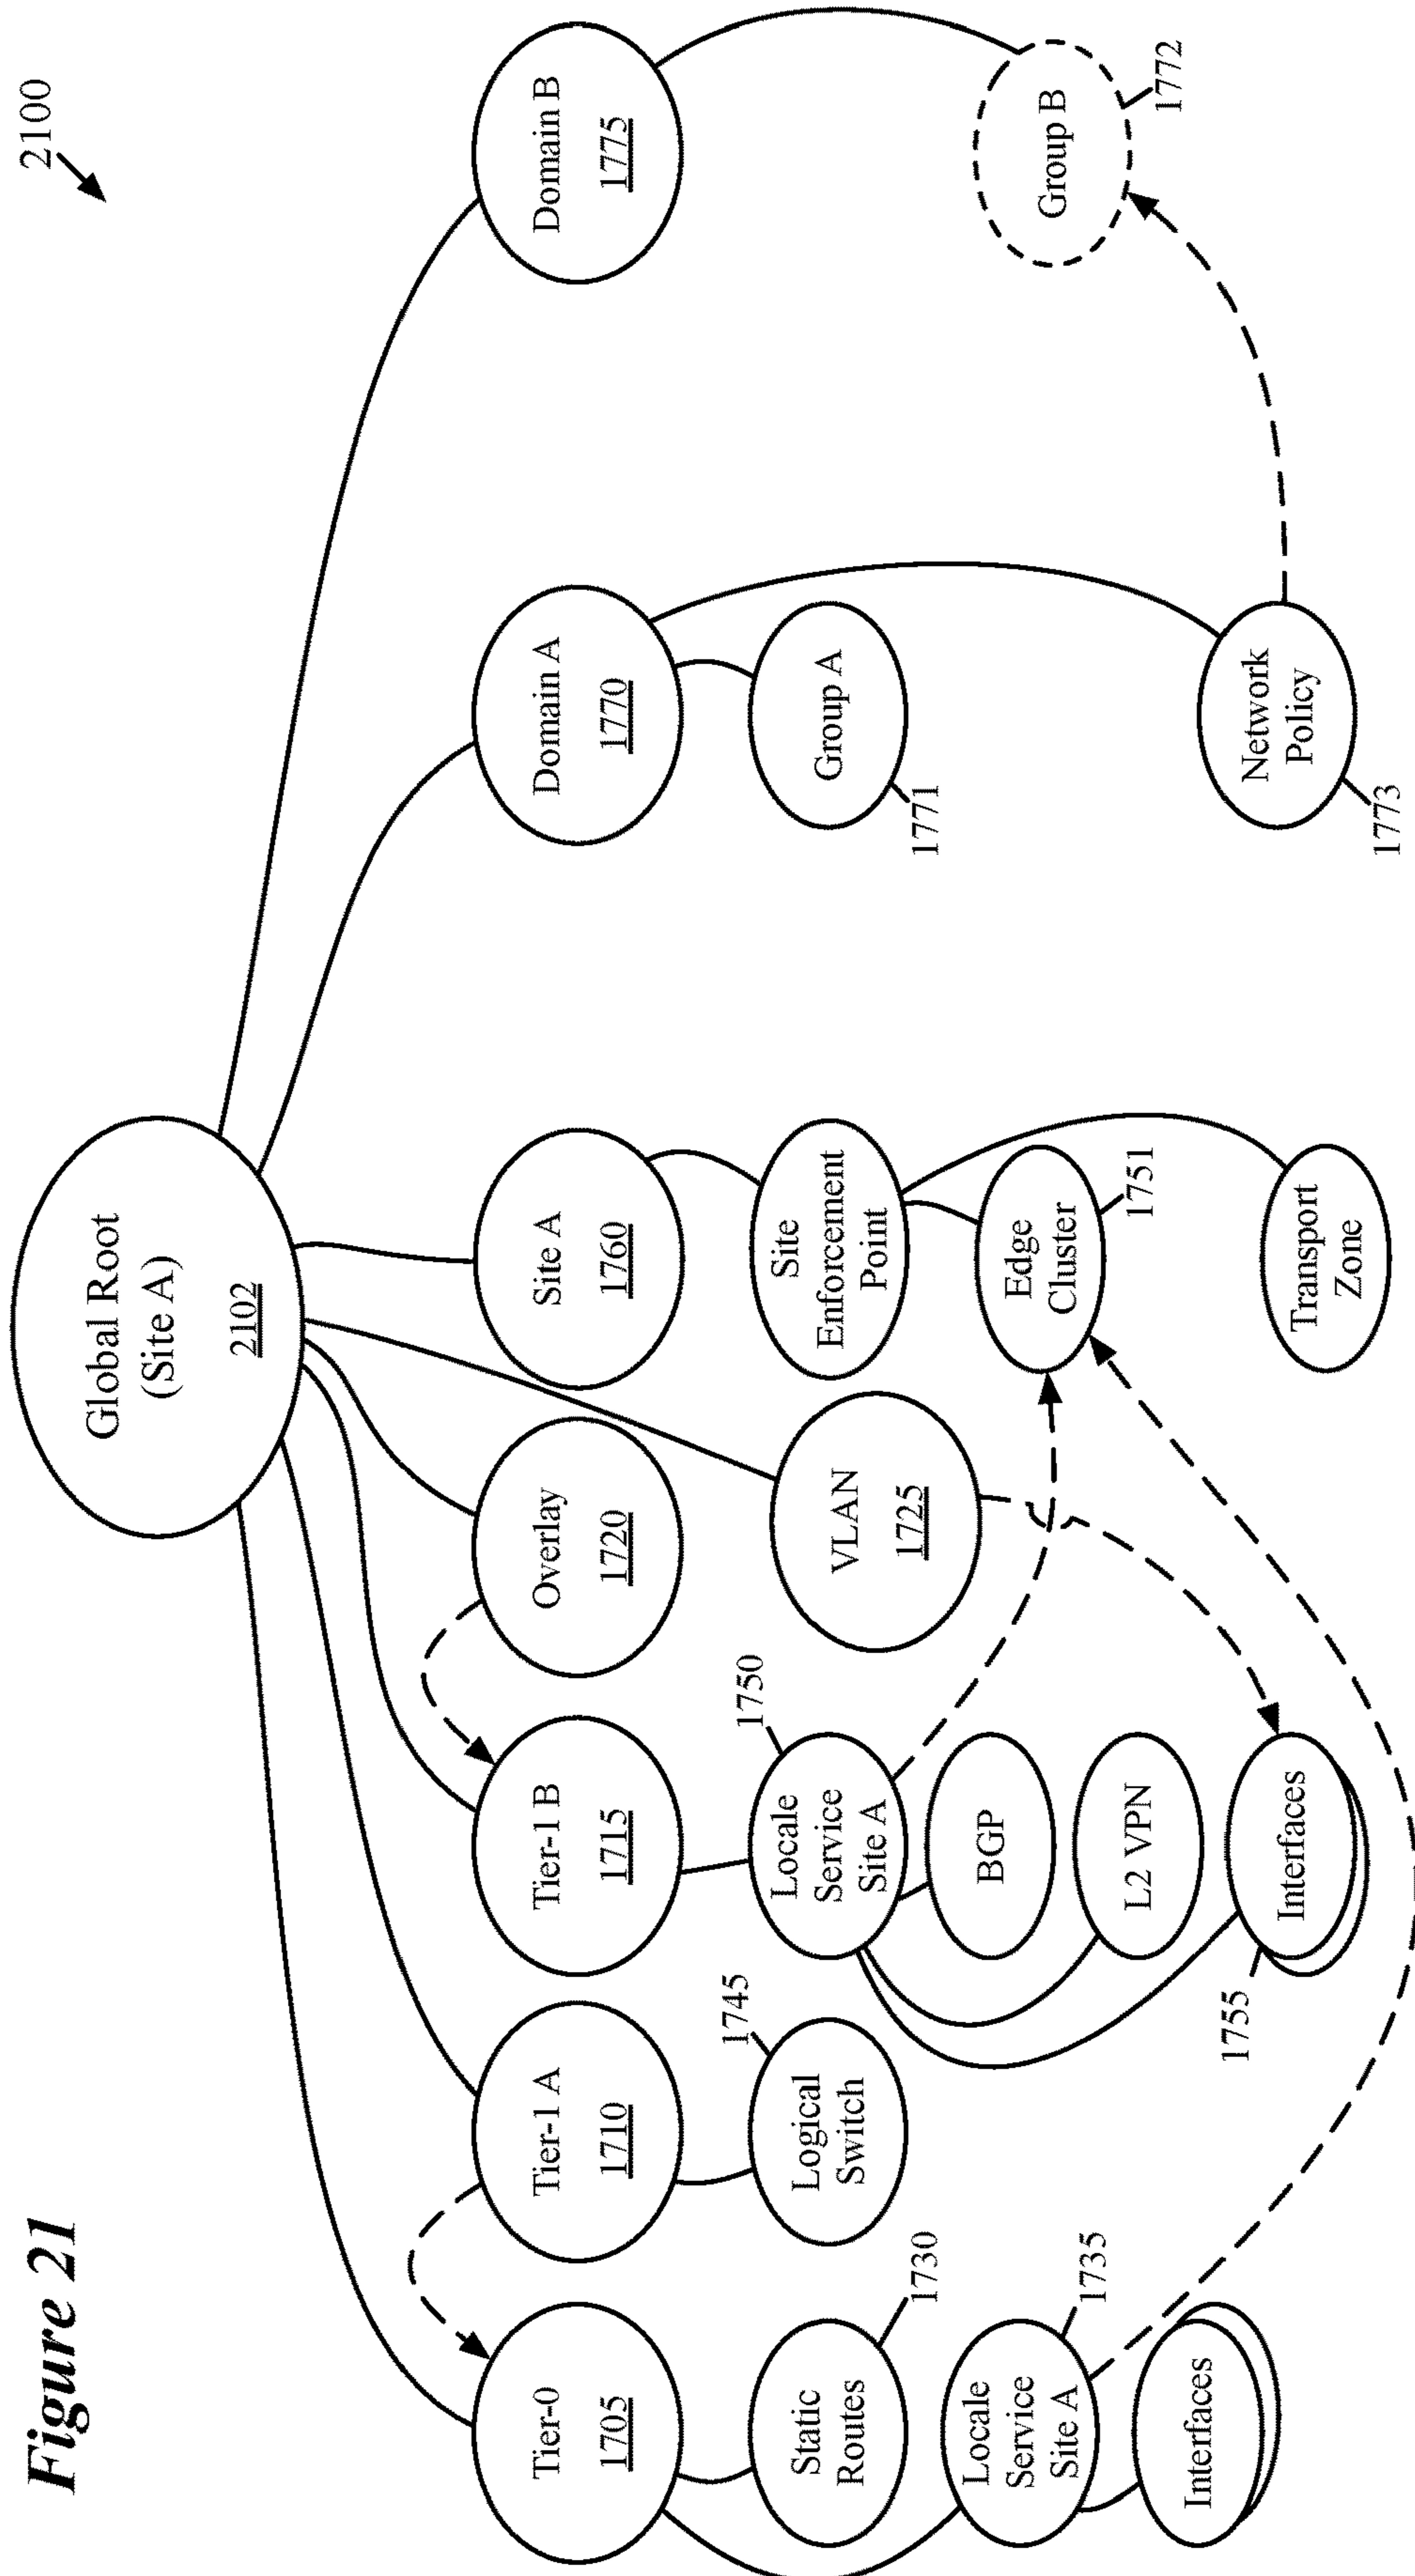 Figure 21
2100
Global Root
(Site A)
2102
Tier-0
1705
Tier-1 A
1710
Tier-1 B
1715
Overlay
1720
Site A
1760
Domain A
1770
Domain B
1775
Static
Routes
1730
Logical
Switch
1745
Locale
Service
Site A
1750
VLAN
1725
Site
Enforcement
Point
Group A
1771
Locale
Service
Site A
1735
BGP
Edge
Cluster
1751
Group B
1772
L2 VPN
Interfaces
Interfaces
1755
Transport
Zone
Network
Policy
1773